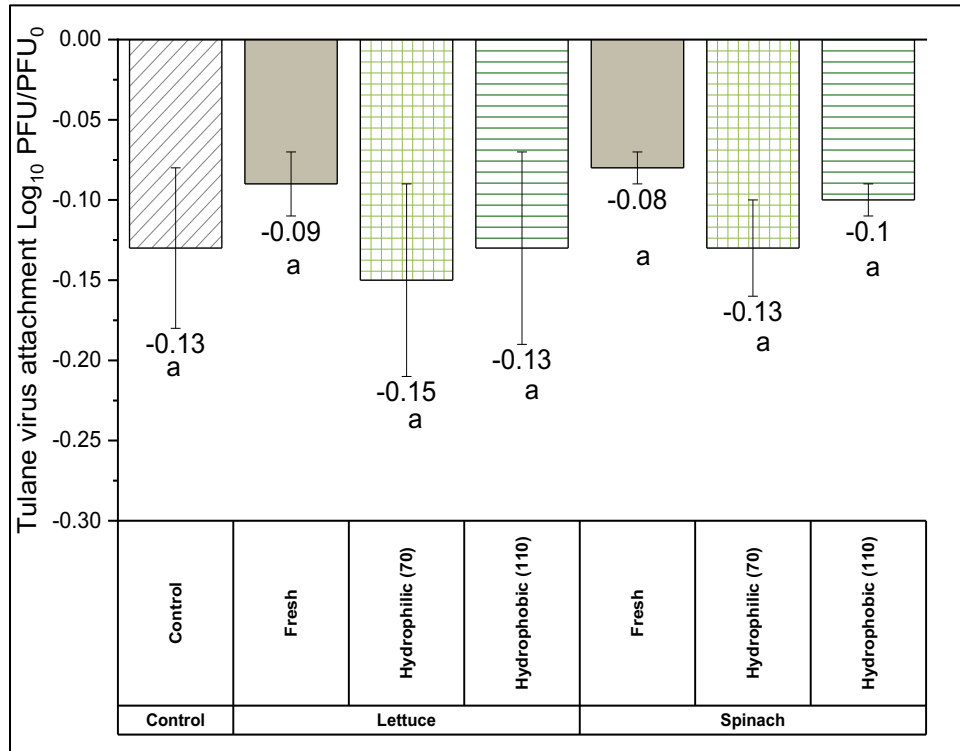 Tulane virus attachment Log10 PFU/PFU0
0.00
-0.05
-0.10
-0.15
-0.20
-0.25
-0.30
-0.13
a
-0.09
a
-0.15
a
-0.13
a
-0.08
a
-0.13
a
-0.1
a
Control
Fresh
Hydrophilic (70)
Hydrophobic (110)
Fresh
Hydrophilic (70)
Hydrophobic (110)
Control
Lettuce
Spinach